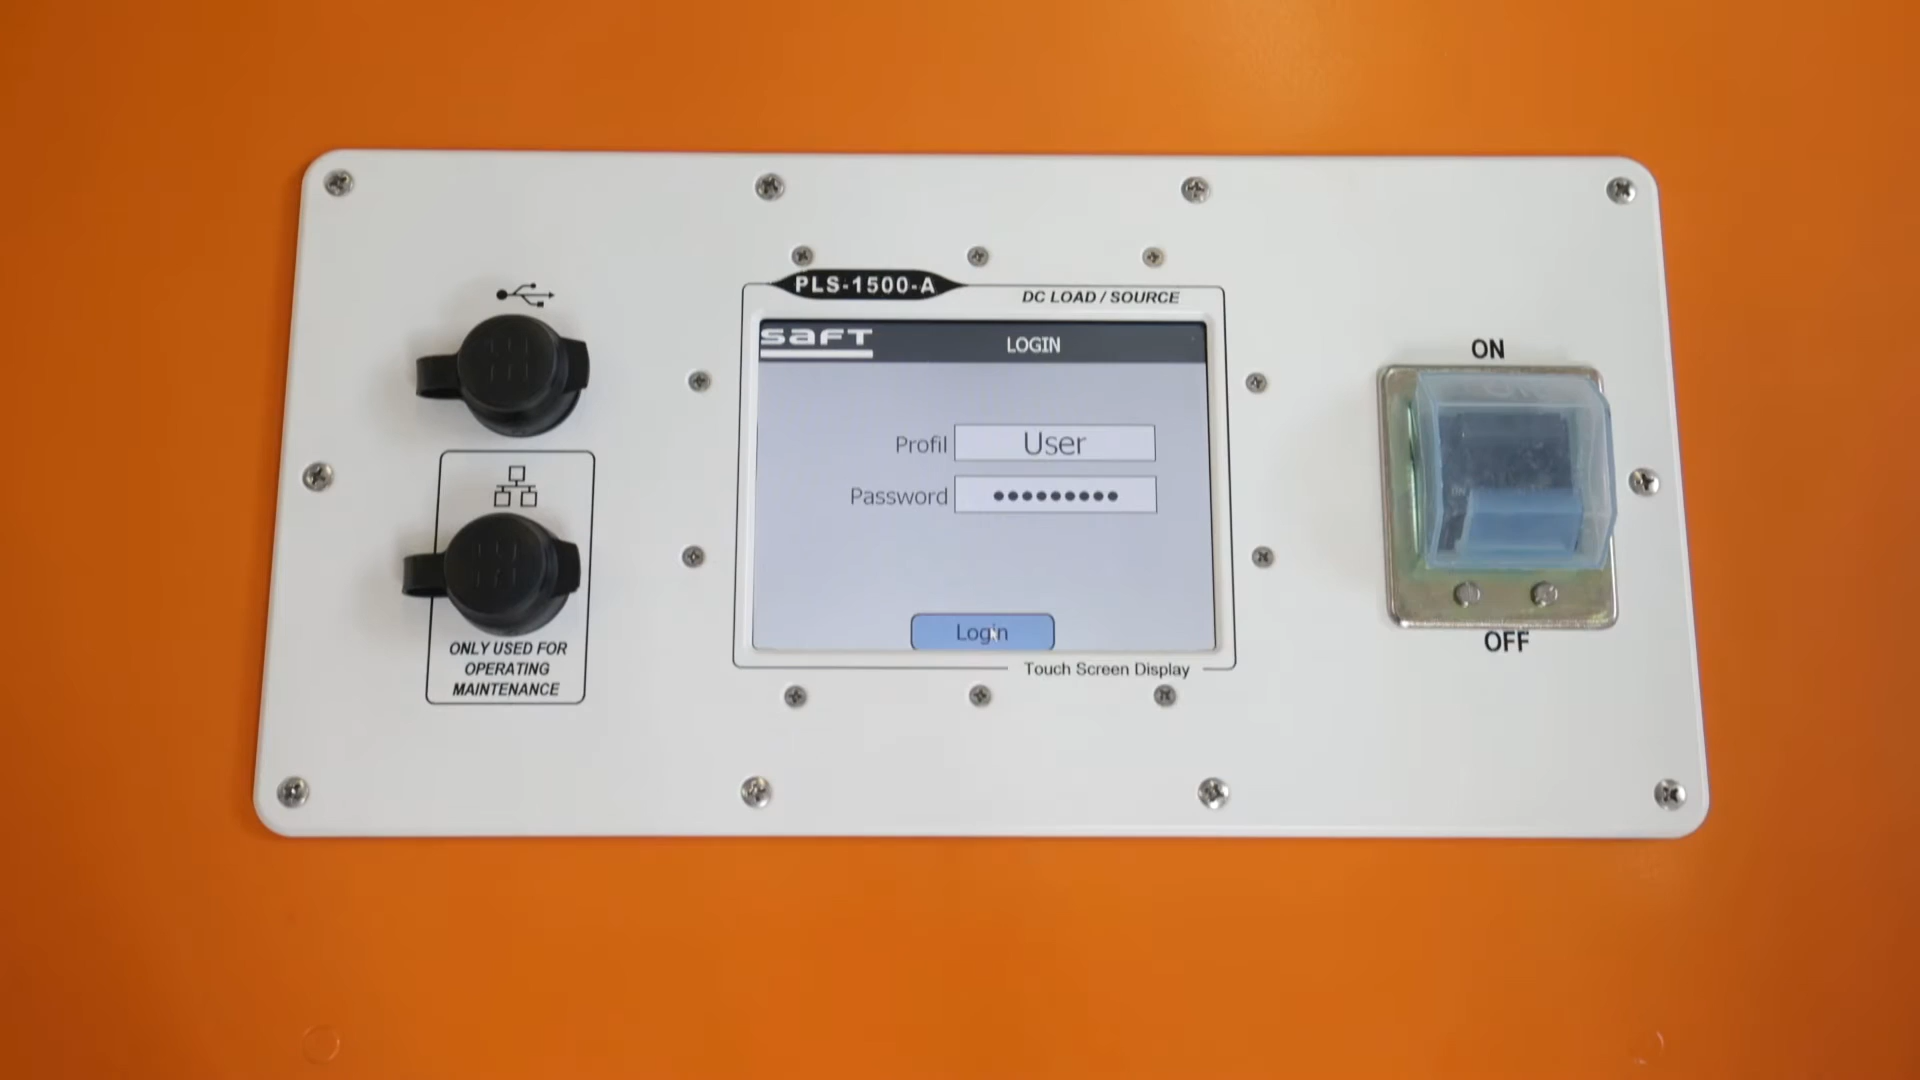 PLS-1500-A
DC LOAD / SOURCE
saft
LOGIN
Profil User
Password •••••••••
Login
Touch Screen Display
ONLY USED FOR
OPERATING
MAINTENANCE
ON
ON
OFF